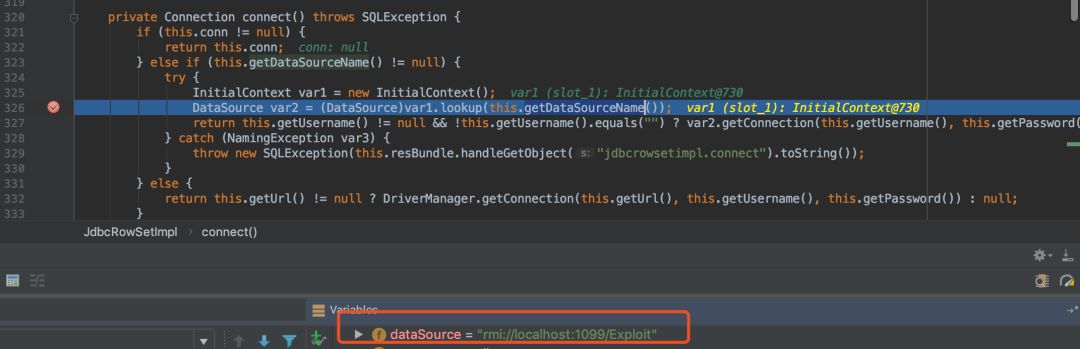 319
320 private Connection connect() throws SQLException {
321 if (this.conn != null) {
322 return this.conn; conn: null
323 } else if (this.getDataSourceName() != null) {
324 try {
325 InitialContext var1 = new InitialContext(); var1 (slot_1): InitialContext@730
326 DataSource var2 = (DataSource)var1.lookup(this.getDataSourceName()); var1 (slot_1): InitialContext@730
327 return this.getUsername() != null && !this.getUsername().equals("") ? var2.getConnection(this.getUsername(), this.getPassword(
328 } catch (NamingException var3) {
329 throw new SQLException(this.resBundle.handleGetObject( s: "jdbcrowsetimpl.connect").toString());
330 }
331 } else {
332 return this.getUrl() != null ? DriverManager.getConnection(this.getUrl(), this.getUsername(), this.getPassword()) : null;
333 }
JdbcRowSetImpl › connect()
Variables
f dataSource = "rmi://localhost:1099/Exploit"